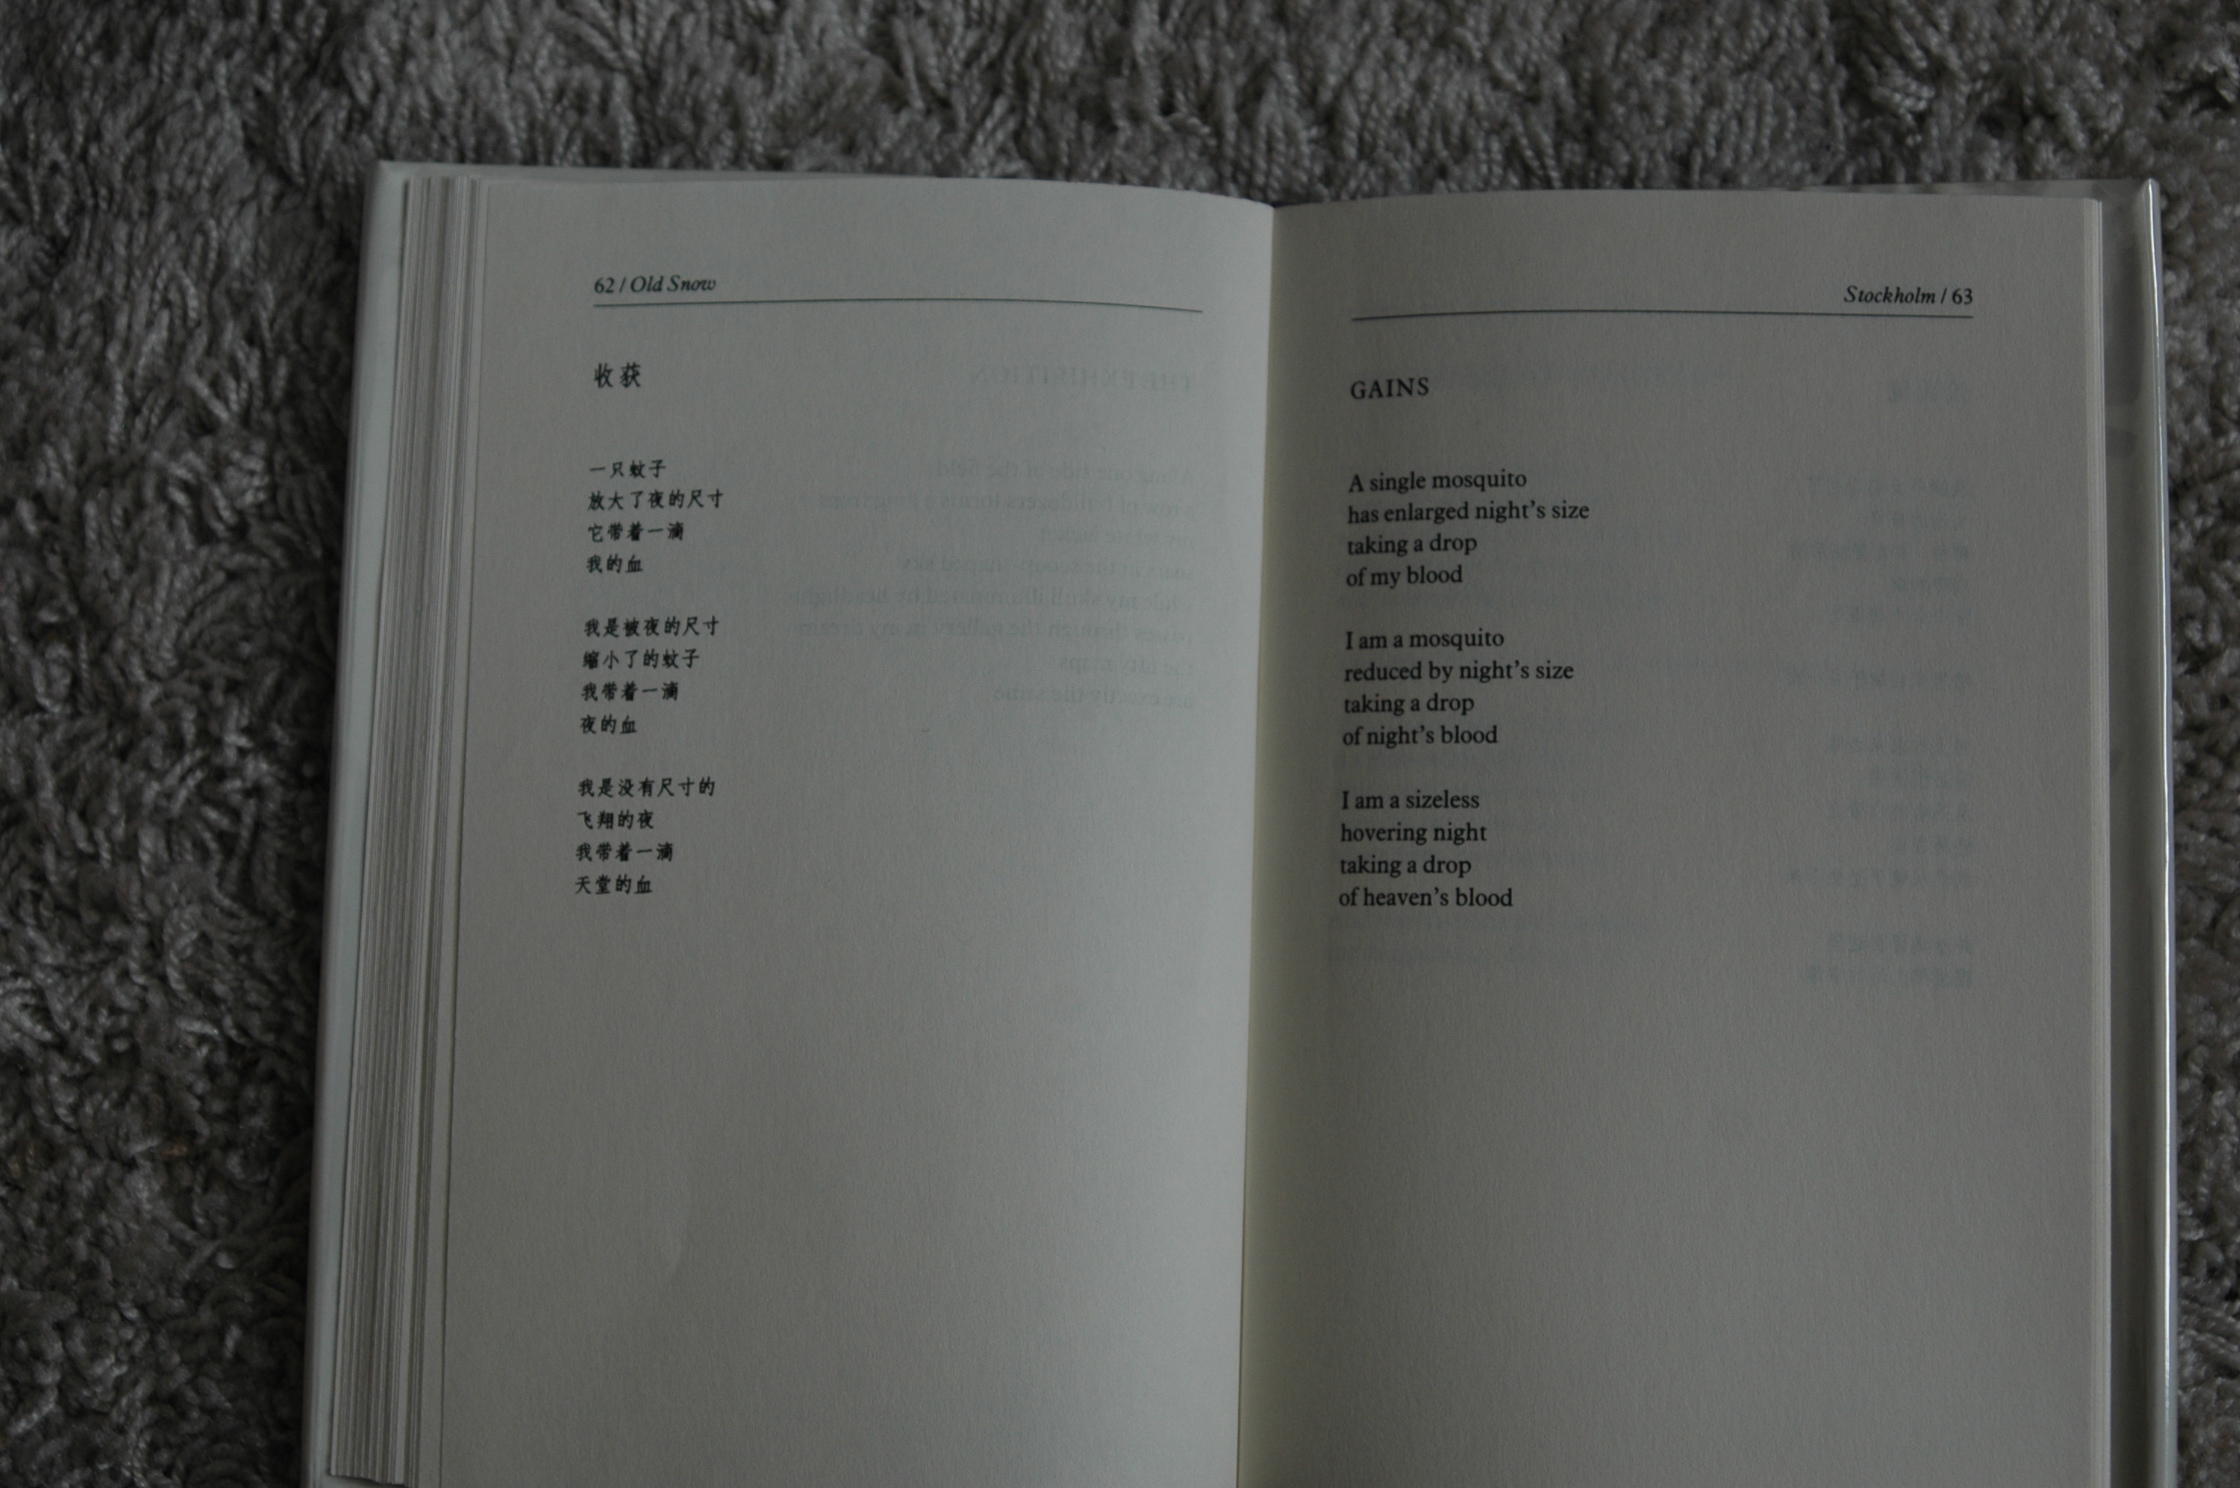 62 / Old Snow
收获
一只蚊子
放大了夜的尺寸
它带着一滴
我的血
我是被夜的尺寸
缩小了的蚊子
我带着一滴
夜的血
我是没有尺寸的
飞翔的夜
我带着一滴
天堂的血
Stockholm / 63
GAINS
A single mosquito
has enlarged night's size
taking a drop
of my blood
I am a mosquito
reduced by night's size
taking a drop
of night's blood
I am a sizeless
hovering night
taking a drop
of heaven's blood